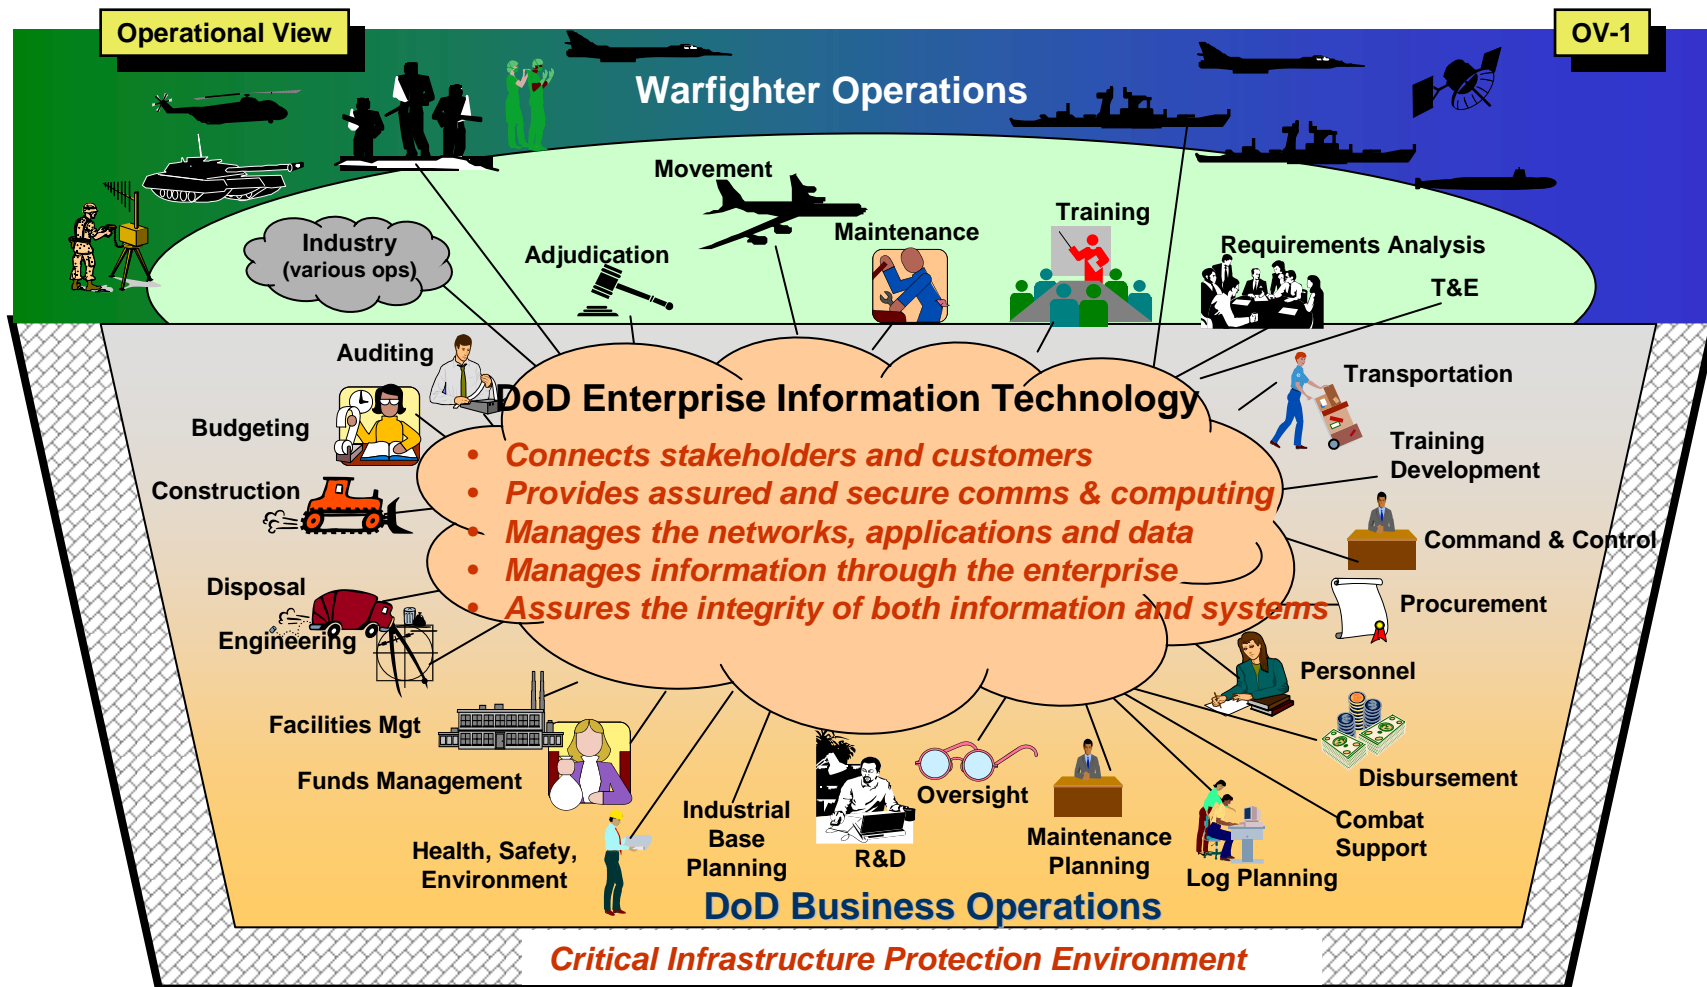 Operational View
OV-1
Warfighter Operations
Movement
Training
Industry
(various ops)
Adjudication
Maintenance
Requirements Analysis
T&E
Auditing
Transportation
DoD Enterprise Information Technology
Budgeting
• Connects stakeholders and customers
Training
Development
Construction
• Provides assured and secure comms & computing
• Manages the networks, applications and data
Command & Control
• Manages information through the enterprise
Disposal
• Assures the integrity of both information and systems
Procurement
Engineering
Personnel
Facilities Mgt
Funds Management
Disbursement
Oversight
Industrial
Base
Planning
Combat
Support
Maintenance
Planning
Health, Safety,
Environment
R&D
Log Planning
DoD Business Operations
Critical Infrastructure Protection Environment